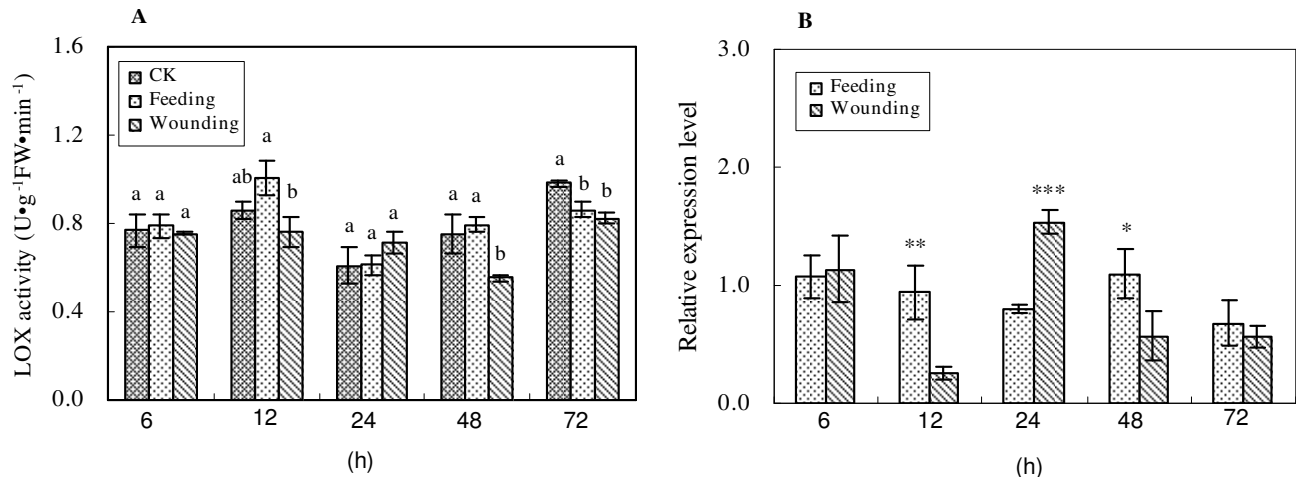 A
LOX activity (U•g⁻¹FW•min⁻¹)
1.6
1.2
0.8
0.4
0.0
CK
Feeding
Wounding
a a a
ab a b
a a a
a a b
a b b
6 12 24 48 72
(h)
B
Relative expression level
3.0
2.0
1.0
0.0
Feeding
Wounding
** *** *
6 12 24 48 72
(h)